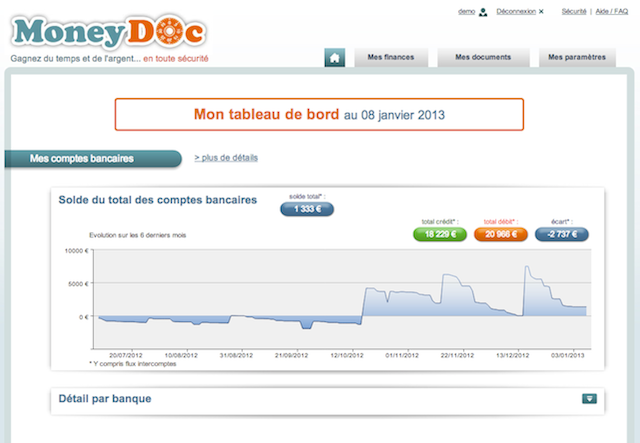 demo Déconnexion × Sécurité | Aide / FAQ
MoneyDoc
Gagnez du temps et de l'argent... en toute sécurité
Mes finances Mes documents Mes paramètres
Mon tableau de bord au 08 janvier 2013
Mes comptes bancaires > plus de détails
Solde du total des comptes bancaires
solde total* :
1 333 €
total crédit* : total débit* : écart* :
18 229 € 20 966 € -2 737 €
Evolution sur les 6 derniers mois
10000 €
5000 €
0 €
20/07/2012 10/08/2012 31/08/2012 21/09/2012 12/10/2012 01/11/2012 22/11/2012 13/12/2012 03/01/2013
* Y compris flux intercomptes
Détail par banque